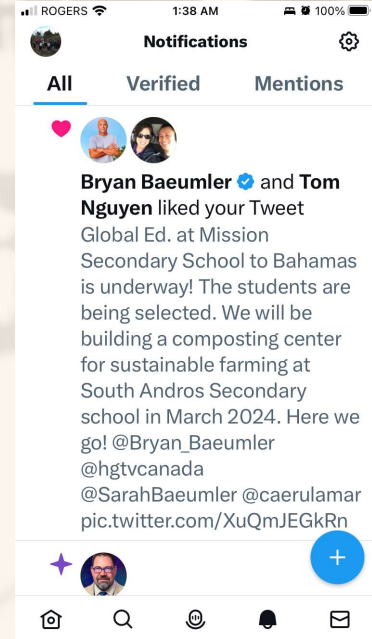 ROGERS 1:38 AM 100%
Notifications
All Verified Mentions
Bryan Baeumler and Tom
Nguyen liked your Tweet
Global Ed. at Mission
Secondary School to Bahamas
is underway! The students are
being selected. We will be
building a composting center
for sustainable farming at
South Andros Secondary
school in March 2024. Here we
go! @Bryan_Baeumler
@hgtvcanada
@SarahBaeumler @caerulamar
pic.twitter.com/XuQmJEGkRn